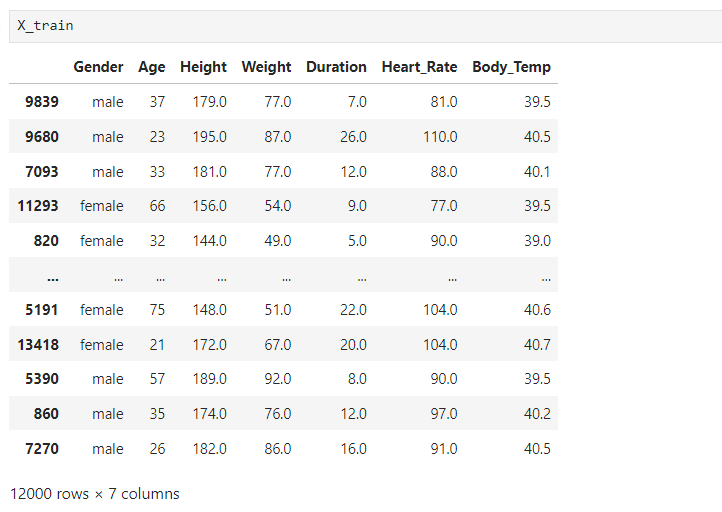 X_train
Gender Age Height Weight Duration Heart_Rate Body_Temp
9839 male 37 179.0 77.0 7.0 81.0 39.5
9680 male 23 195.0 87.0 26.0 110.0 40.5
7093 male 33 181.0 77.0 12.0 88.0 40.1
11293 female 66 156.0 54.0 9.0 77.0 39.5
820 female 32 144.0 49.0 5.0 90.0 39.0
... ... ... ... ... ... ... ...
5191 female 75 148.0 51.0 22.0 104.0 40.6
13418 female 21 172.0 67.0 20.0 104.0 40.7
5390 male 57 189.0 92.0 8.0 90.0 39.5
860 male 35 174.0 76.0 12.0 97.0 40.2
7270 male 26 182.0 86.0 16.0 91.0 40.5
12000 rows × 7 columns